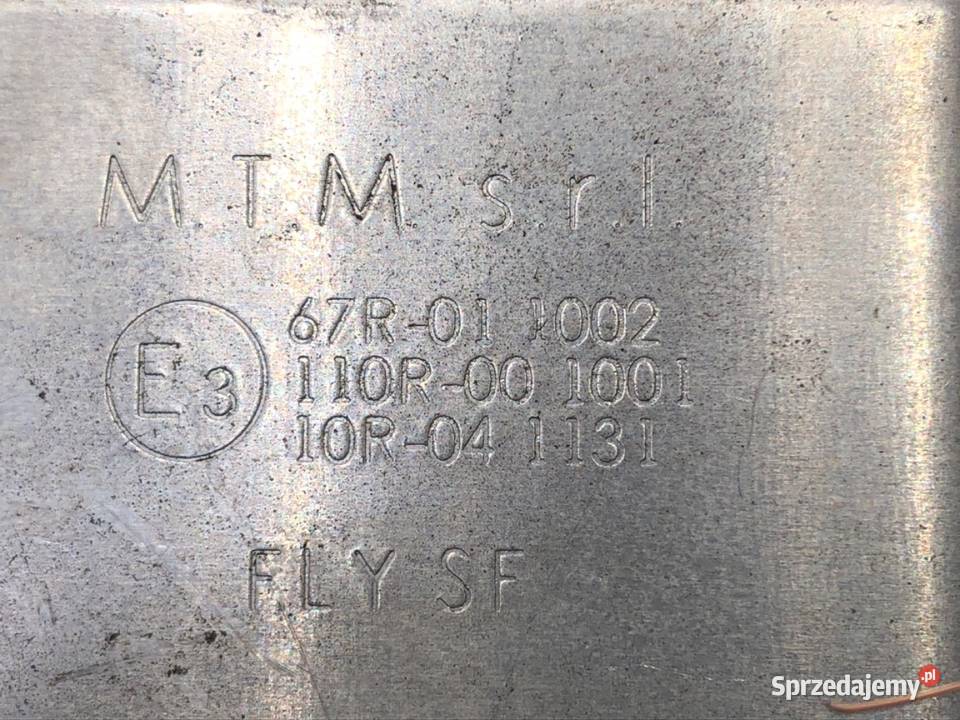 M.T.M. s.r.l.
E3
67R-01 1002
110R-00 1001
10R-04 1131
FLY SF
Sprzedajemy.pl